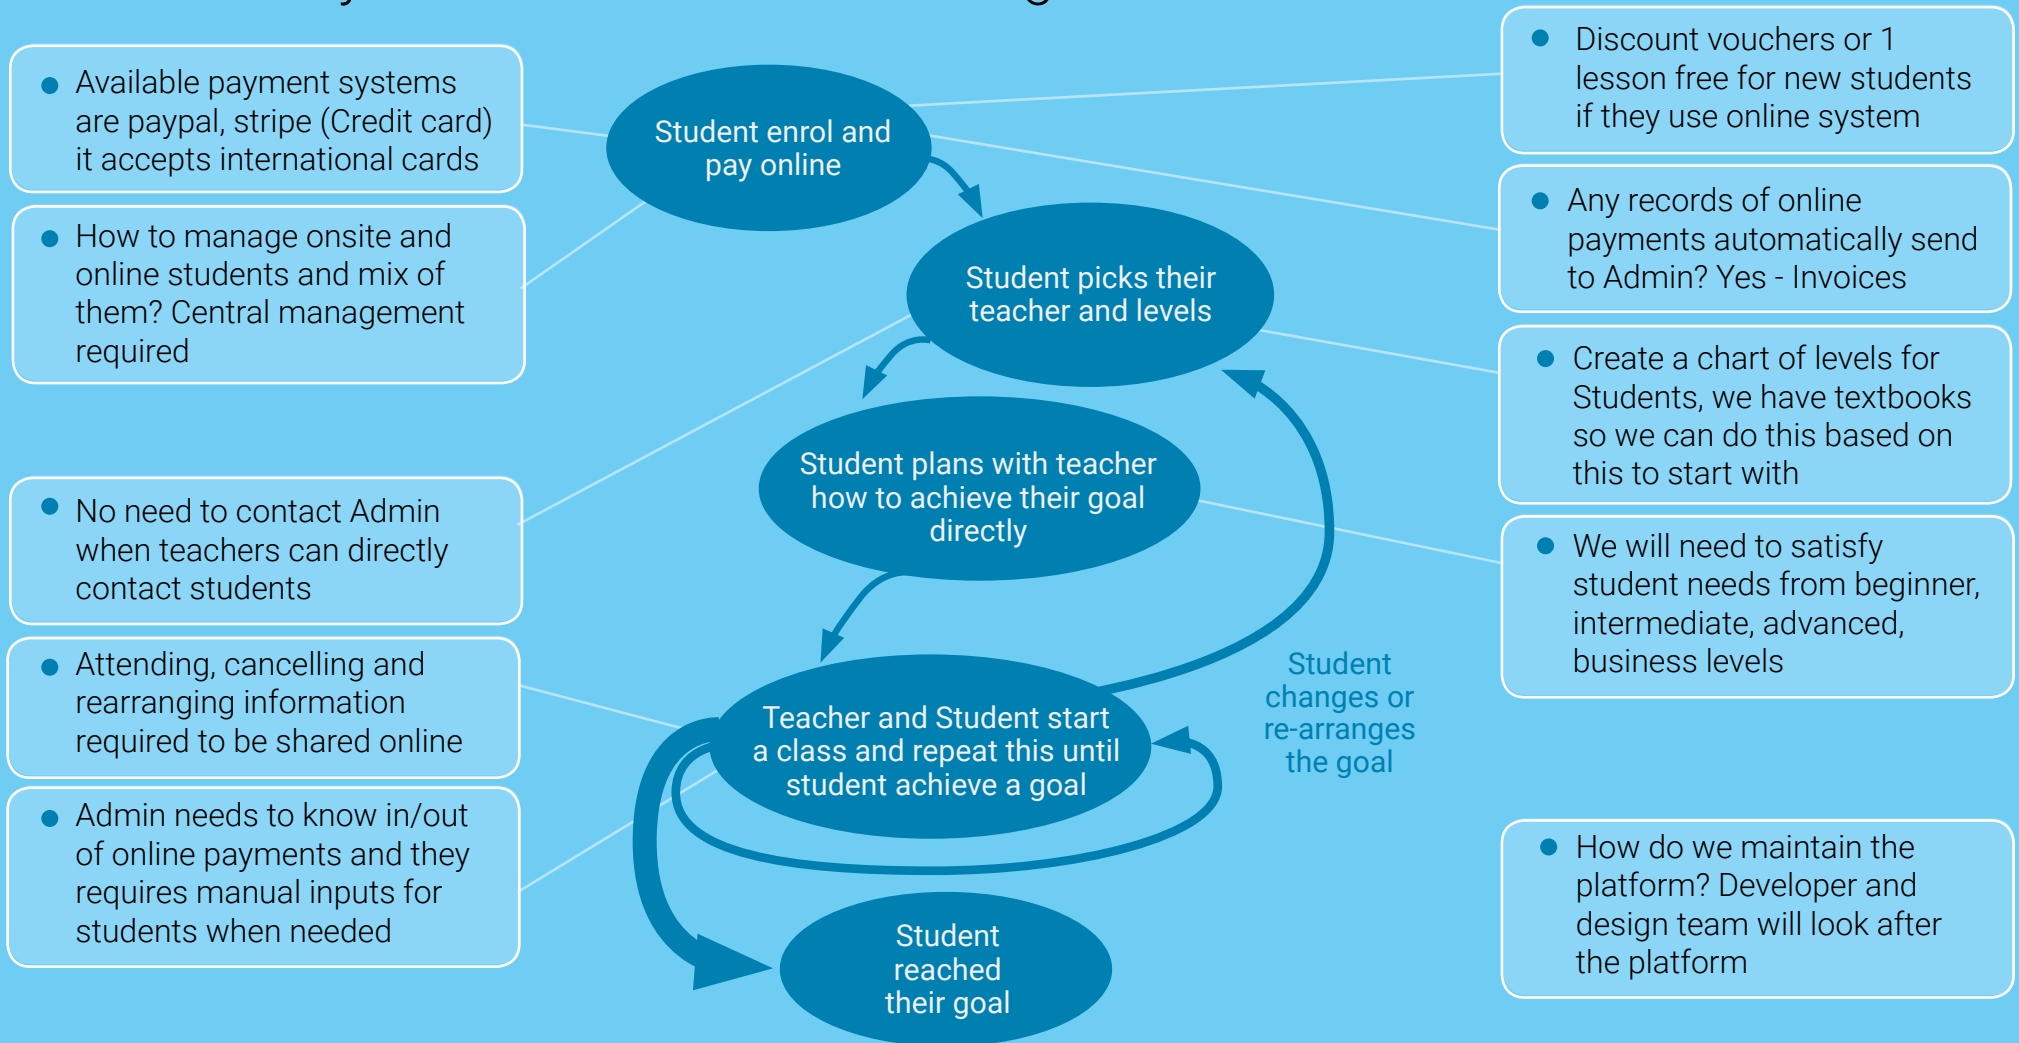 Available payment systems
are paypal, stripe (Credit card)
it accepts international cards
How to manage onsite and
online students and mix of
them? Central management
required
No need to contact Admin
when teachers can directly
contact students
Attending, cancelling and
rearranging information
required to be shared online
Admin needs to know in/out
of online payments and they
requires manual inputs for
students when needed
Student enrol and
pay online
Student picks their
teacher and levels
Student plans with teacher
how to achieve their goal
directly
Teacher and Student start
a class and repeat this until
student achieve a goal
Student
reached
their goal
Student
changes or
re-arranges
the goal
Discount vouchers or 1
lesson free for new students
if they use online system
Any records of online
payments automatically send
to Admin? Yes - Invoices
Create a chart of levels for
Students, we have textbooks
so we can do this based on
this to start with
We will need to satisfy
student needs from beginner,
intermediate, advanced,
business levels
How do we maintain the
platform? Developer and
design team will look after
the platform